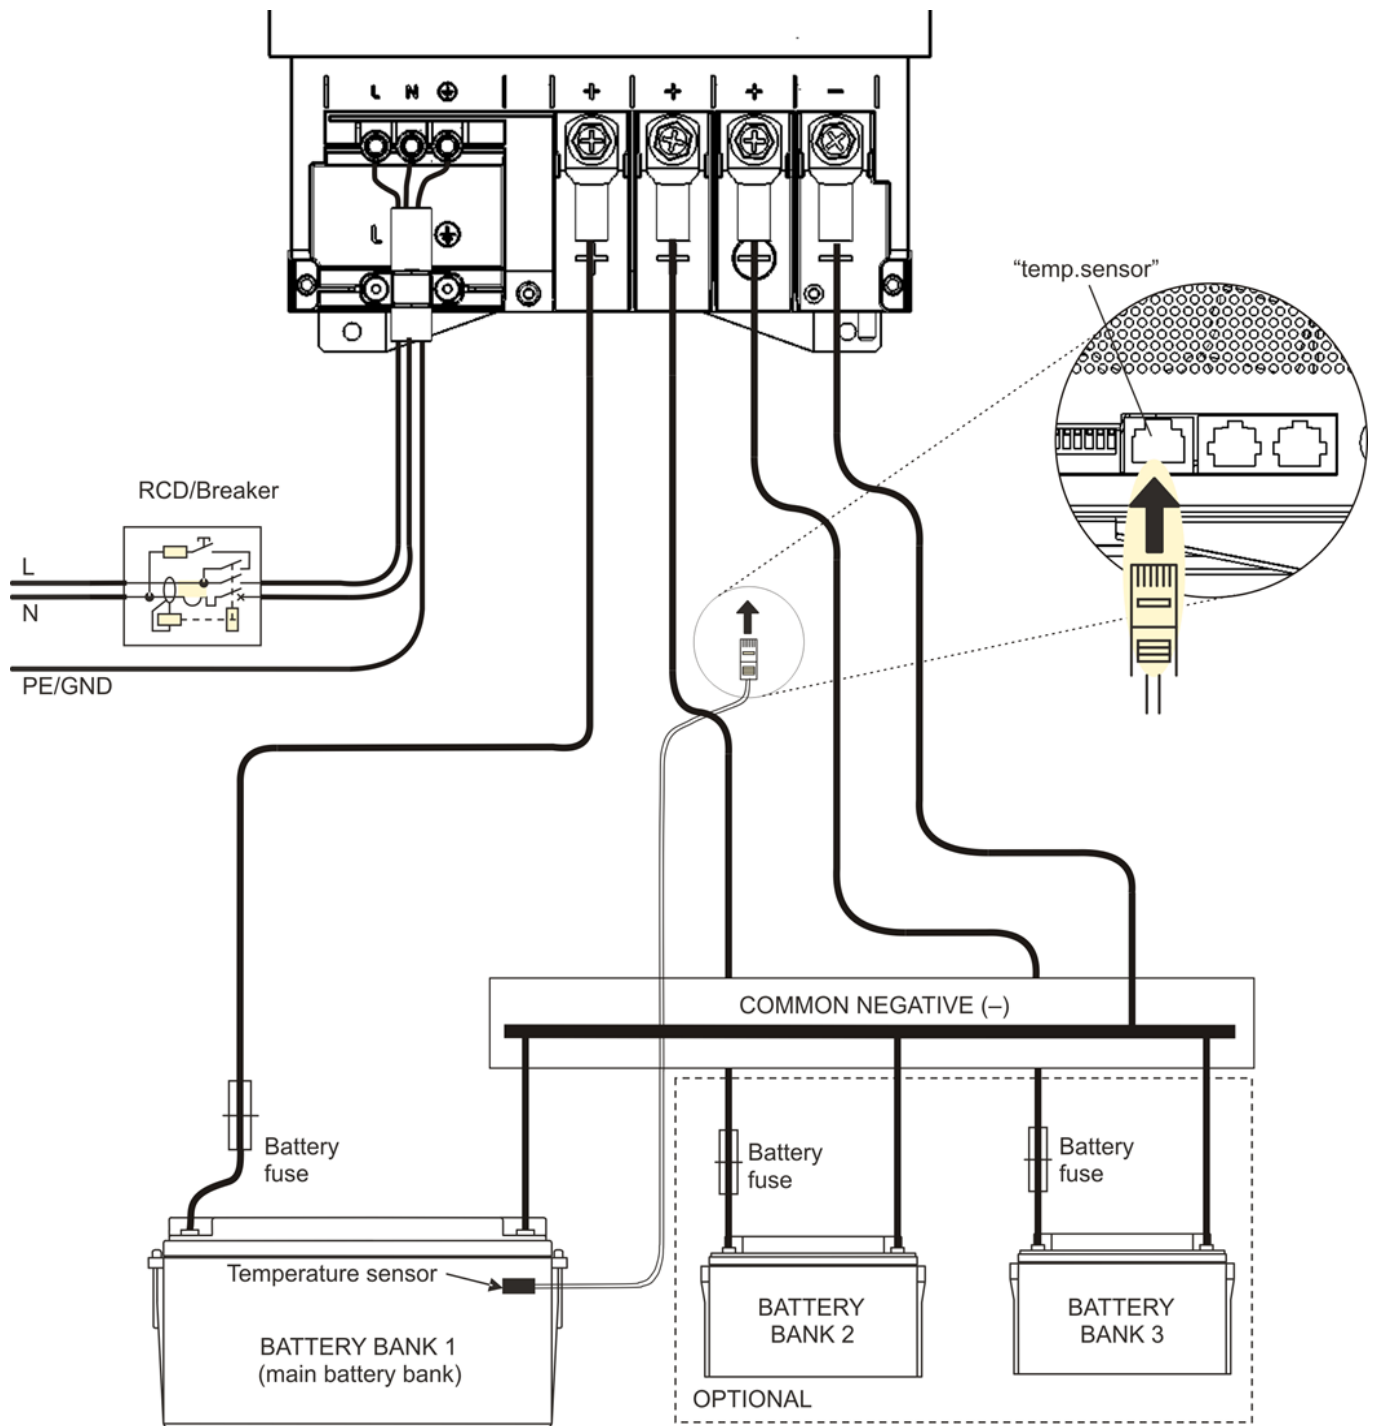 L N + + + -
L
“temp.sensor”
RCD/Breaker
L
N
PE/GND
COMMON NEGATIVE (–)
Battery
fuse
Battery
fuse
Battery
fuse
Temperature sensor
BATTERY BANK 1
(main battery bank)
BATTERY
BANK 2
BATTERY
BANK 3
OPTIONAL